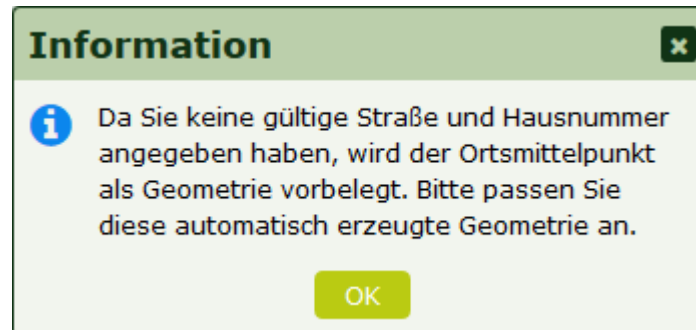 Information
Da Sie keine gültige Straße und Hausnummer
angegeben haben, wird der Ortsmittelpunkt
als Geometrie vorbelegt. Bitte passen Sie
diese automatisch erzeugte Geometrie an.
OK